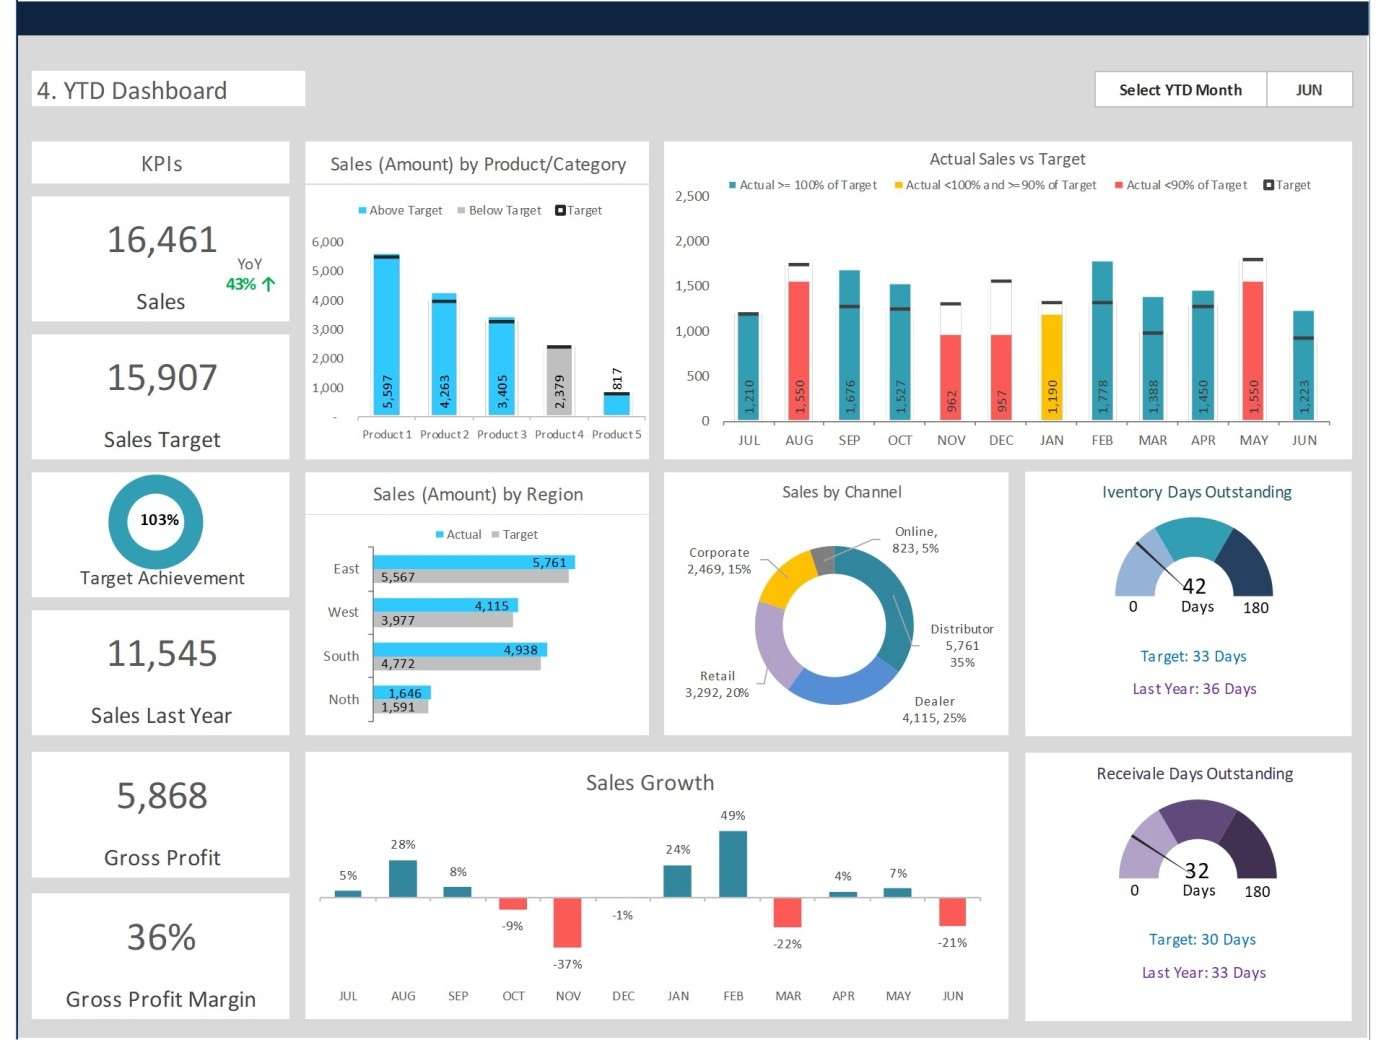 4. YTD Dashboard
Select YTD Month
JUN
KPIs
16,461
YoY
43% ↑
Sales
15,907
Sales Target
103%
Target Achievement
11,545
Sales Last Year
5,868
Gross Profit
36%
Gross Profit Margin
Sales (Amount) by Product/Category
Above Target Below Target Target
6,000
5,000
4,000
3,000
2,000
1,000
-
5,597
4,263
3,405
2,379
817
Product 1 Product 2 Product 3 Product 4 Product 5
Actual Sales vs Target
Actual >= 100% of Target Actual <100% and >=90% of Target Actual <90% of Target Target
2,500
2,000
1,500
1,000
500
0
1,210
1,550
1,676
1,527
962
957
1,190
1,778
1,388
1,450
1,550
1,223
JUL AUG SEP OCT NOV DEC JAN FEB MAR APR MAY JUN
Sales (Amount) by Region
Actual Target
East
5,761
5,567
West
4,115
3,977
South
4,938
4,772
Noth
1,646
1,591
Sales by Channel
Online,
823, 5%
Corporate
2,469, 15%
Distributor
5,761
35%
Retail
3,292, 20%
Dealer
4,115, 25%
Iventory Days Outstanding
42
Days
0
180
Target: 33 Days
Last Year: 36 Days
Sales Growth
5%
28%
8%
-9%
-37%
-1%
24%
49%
-22%
4%
7%
-21%
JUL AUG SEP OCT NOV DEC JAN FEB MAR APR MAY JUN
Receivale Days Outstanding
32
Days
0
180
Target: 30 Days
Last Year: 33 Days